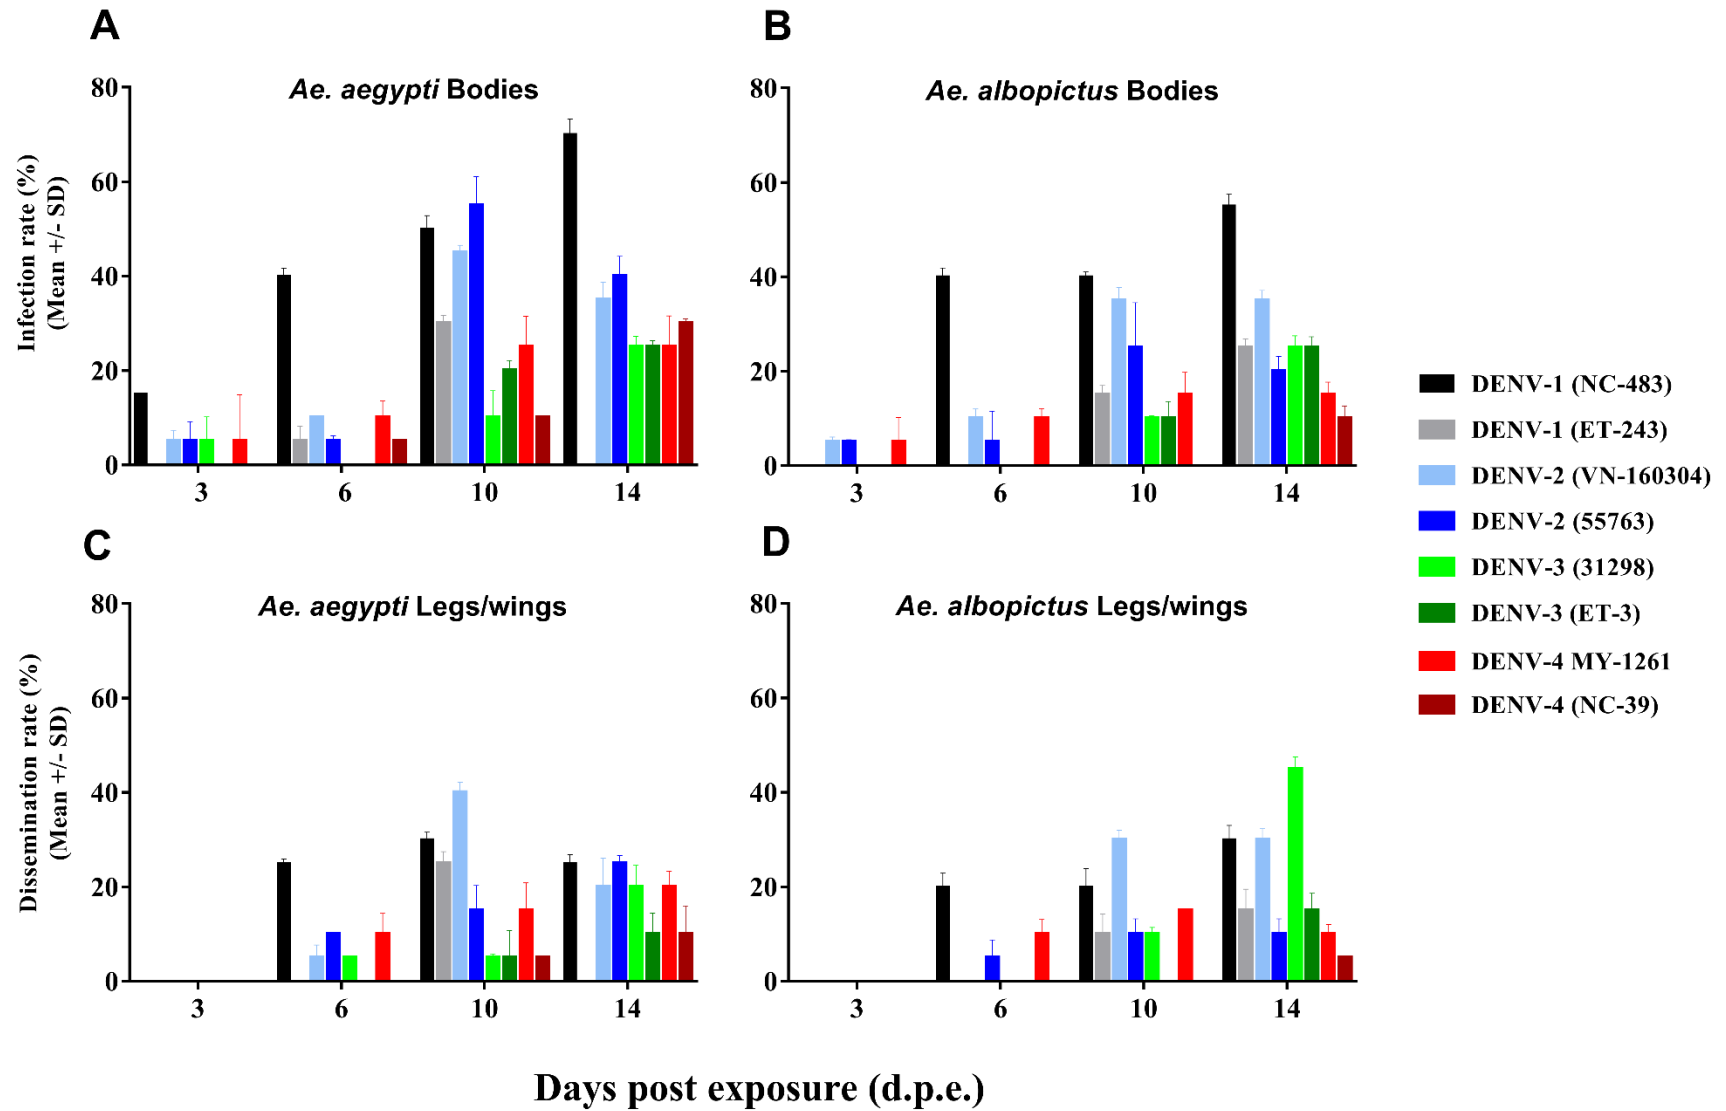 A
B
Ae. aegypti Bodies
Ae. albopictus Bodies
Infection rate (%)
(Mean +/- SD)
80
60
40
20
0
3
6
10
14
80
60
40
20
0
3
6
10
14
C
D
Ae. aegypti Legs/wings
Ae. albopictus Legs/wings
Dissemination rate (%)
(Mean +/- SD)
80
60
40
20
0
3
6
10
14
80
60
40
20
0
3
6
10
14
DENV-1 (NC-483)
DENV-1 (ET-243)
DENV-2 (VN-160304)
DENV-2 (55763)
DENV-3 (31298)
DENV-3 (ET-3)
DENV-4 MY-1261
DENV-4 (NC-39)
Days post exposure (d.p.e.)